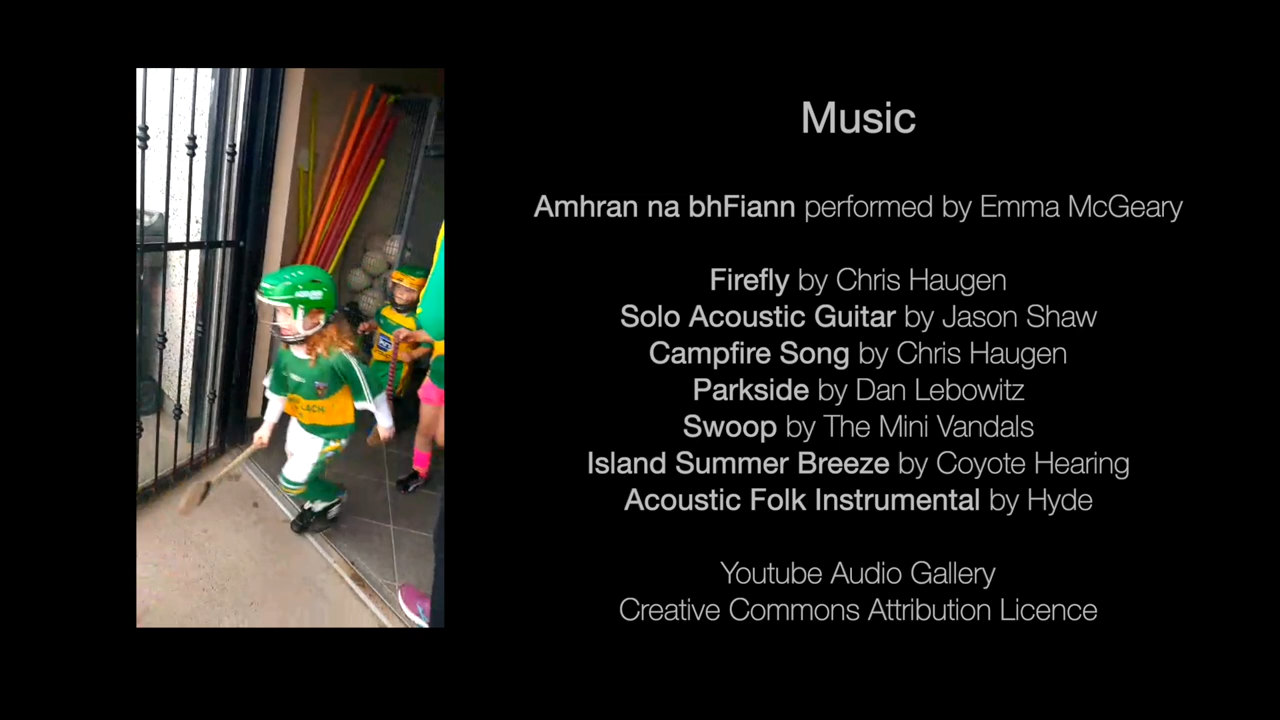 Music
Amhran na bhFiann performed by Emma McGeary
Firefly by Chris Haugen
Solo Acoustic Guitar by Jason Shaw
Campfire Song by Chris Haugen
Parkside by Dan Lebowitz
Swoop by The Mini Vandals
Island Summer Breeze by Coyote Hearing
Acoustic Folk Instrumental by Hyde
Youtube Audio Gallery
Creative Commons Attribution Licence